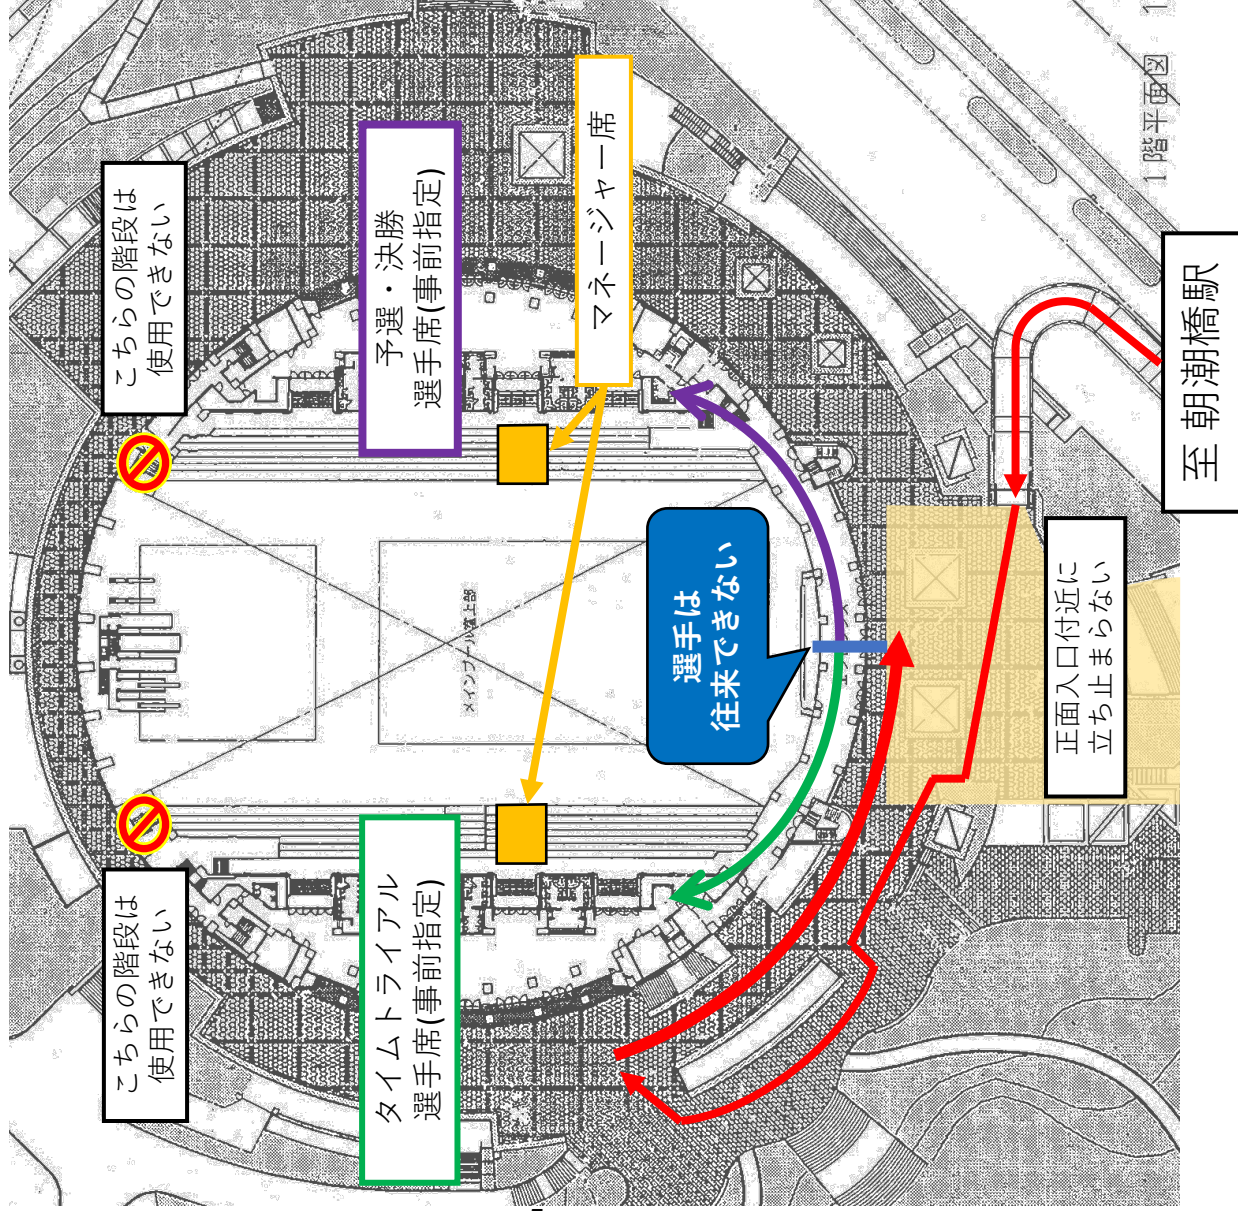 こちらの階段は
使用できない
こちらの階段は
使用できない
タイムトライアル
選手席(事前指定)
予選・決勝
選手席(事前指定)
マネージャー席
選手は
往来できない
メインプール室上部
正面入口付近に
立ち止まらない
至 朝潮橋駅
1階平面図 1